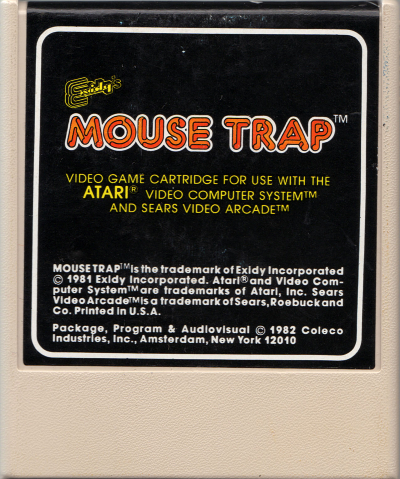 Exidy's
MOUSE TRAP™
VIDEO GAME CARTRIDGE FOR USE WITH THE
ATARI® VIDEO COMPUTER SYSTEM™
AND SEARS VIDEO ARCADE™
MOUSETRAP™ is the trademark of Exidy Incorporated
© 1981 Exidy Incorporated. Atari® and Video Com-
puter System™ are trademarks of Atari, Inc. Sears
Video Arcade™ is a trademark of Sears, Roebuck and
Co. Printed in U.S.A.
Package, Program & Audiovisual © 1982 Coleco
Industries, Inc., Amsterdam, New York 12010